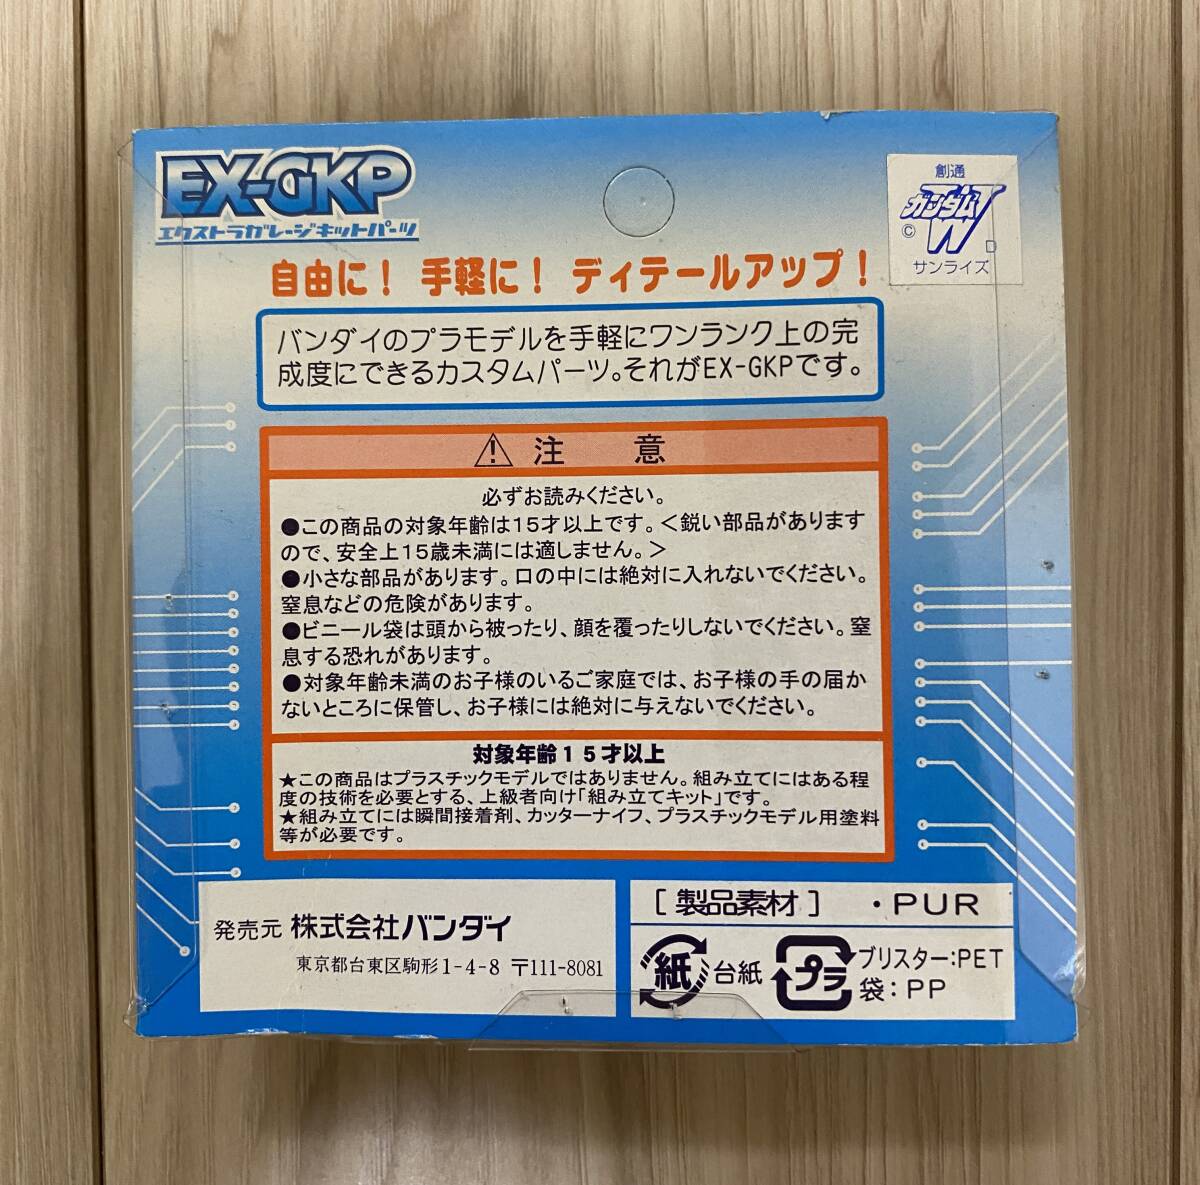 EX-GKP
エクストラガレージキットパーツ
創通
ガンダムW
©
サンライズ
自由に! 手軽に! ディテールアップ!
バンダイのプラモデルを手軽にワンランク上の完
成度にできるカスタムパーツ。それがEX-GKPです。
⚠ 注 意
必ずお読みください。
●この商品の対象年齢は15才以上です。<鋭い部品があります
ので、安全上15歳未満には適しません。>
●小さな部品があります。口の中には絶対に入れないでください。
窒息などの危険があります。
●ビニール袋は頭から被ったり、顔を覆ったりしないでください。窒
息する恐れがあります。
●対象年齢未満のお子様のいるご家庭では、お子様の手の届か
ないところに保管し、お子様には絶対に与えないでください。
対象年齢15才以上
★この商品はプラスチックモデルではありません。組み立てにはある程
度の技術を必要とする、上級者向け「組み立てキット」です。
★組み立てには瞬間接着剤、カッターナイフ、プラスチックモデル用塗料
等が必要です。
発売元 株式会社バンダイ
東京都台東区駒形1-4-8 〒111-8081
[製品素材] ・PUR
紙 台紙
プラ ブリスター:PET
袋:PP